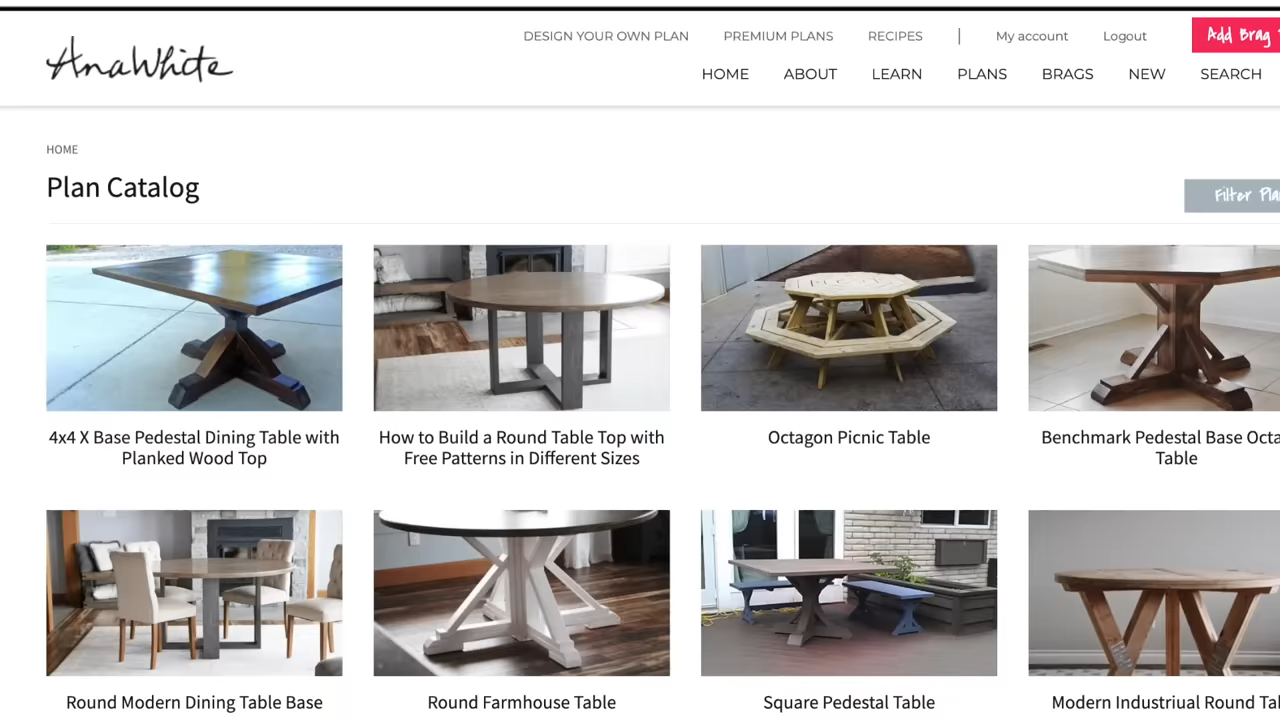 DESIGN YOUR OWN PLAN PREMIUM PLANS RECIPES | My account Logout Add Brag
AnaWhite
HOME ABOUT LEARN PLANS BRAGS NEW SEARCH
HOME
Plan Catalog
Filter Pla
4x4 X Base Pedestal Dining Table with
Planked Wood Top
How to Build a Round Table Top with
Free Patterns in Different Sizes
Octagon Picnic Table
Benchmark Pedestal Base Octa
Table
Round Modern Dining Table Base
Round Farmhouse Table
Square Pedestal Table
Modern Industriual Round Ta